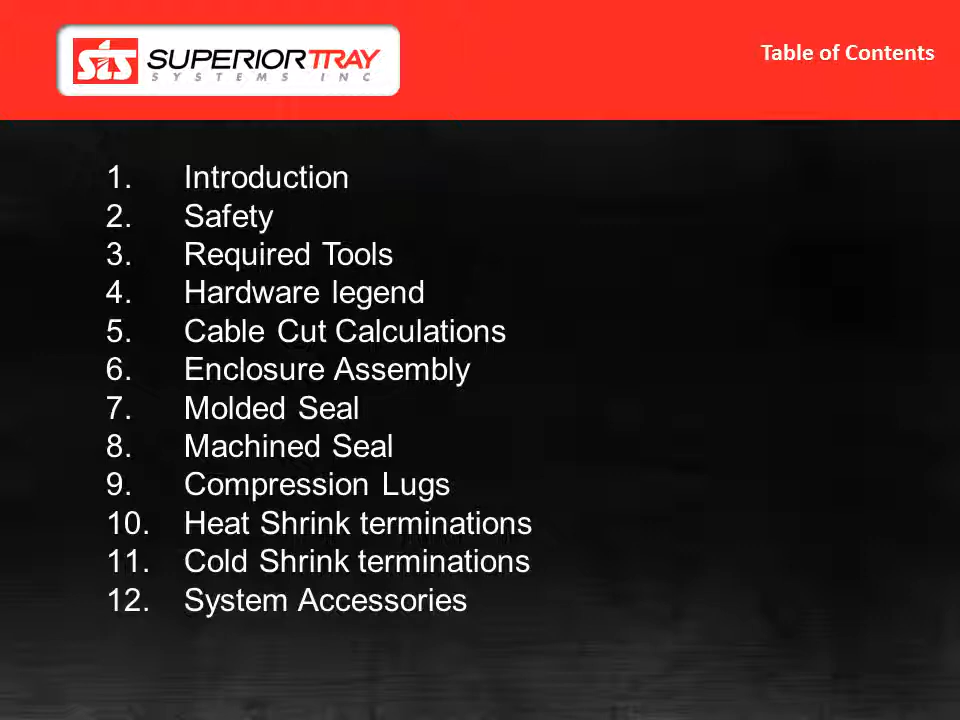 sts SUPERIORTRAY
SYSTEMS INC
Table of Contents
1. Introduction
2. Safety
3. Required Tools
4. Hardware legend
5. Cable Cut Calculations
6. Enclosure Assembly
7. Molded Seal
8. Machined Seal
9. Compression Lugs
10. Heat Shrink terminations
11. Cold Shrink terminations
12. System Accessories